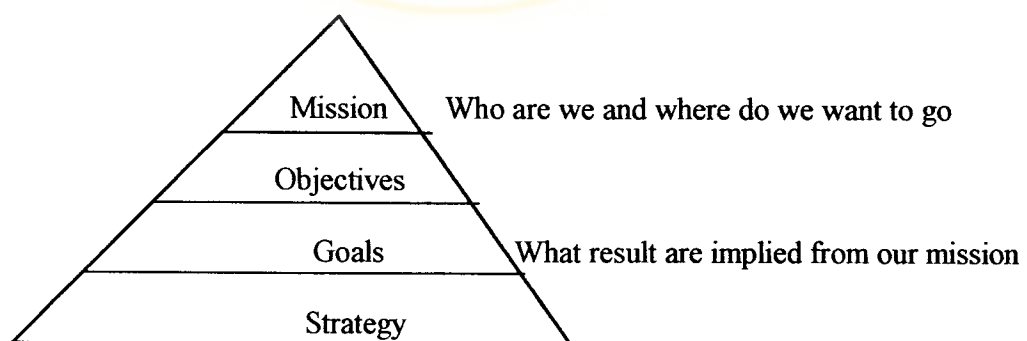 Mission Who are we and where do we want to go
Objectives
Goals What result are implied from our mission
Strategy